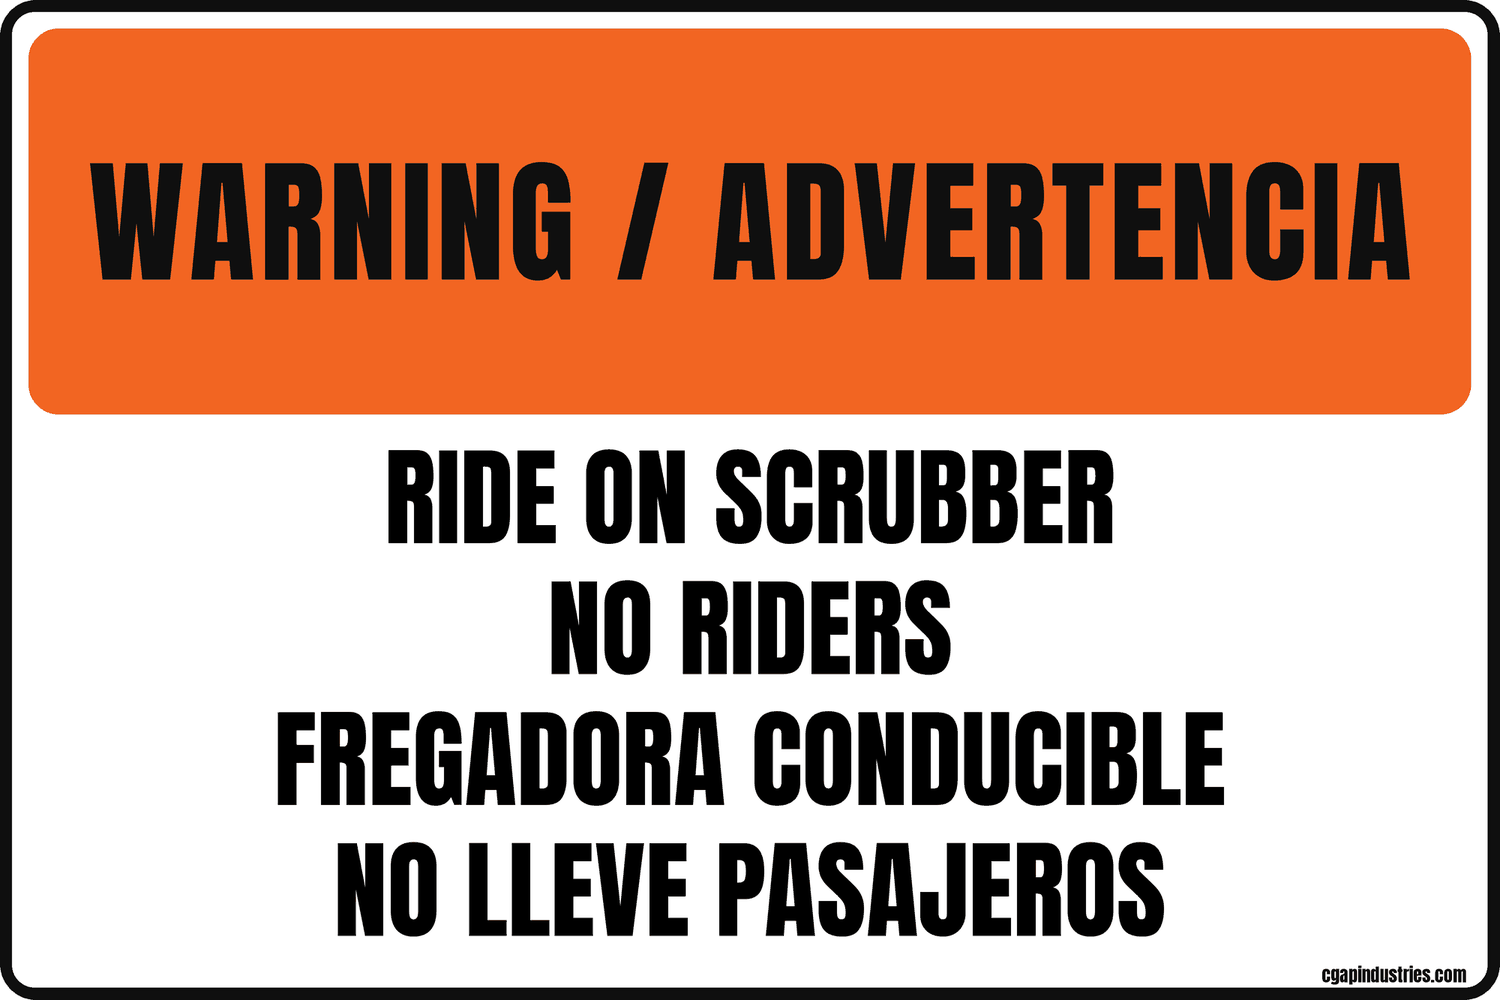 WARNING / ADVERTENCIA
RIDE ON SCRUBBER
NO RIDERS
FREGADORA CONDUCIBLE
NO LLEVE PASAJEROS
cgapindustries.com